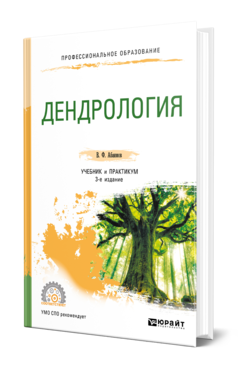 ПРОФЕССИОНАЛЬНОЕ ОБРАЗОВАНИЕ
ДЕНДРОЛОГИЯ
В. Ф. Абаимов
УЧЕБНИК и ПРАКТИКУМ
3-е издание
УМО СПО рекомендует
юрайт